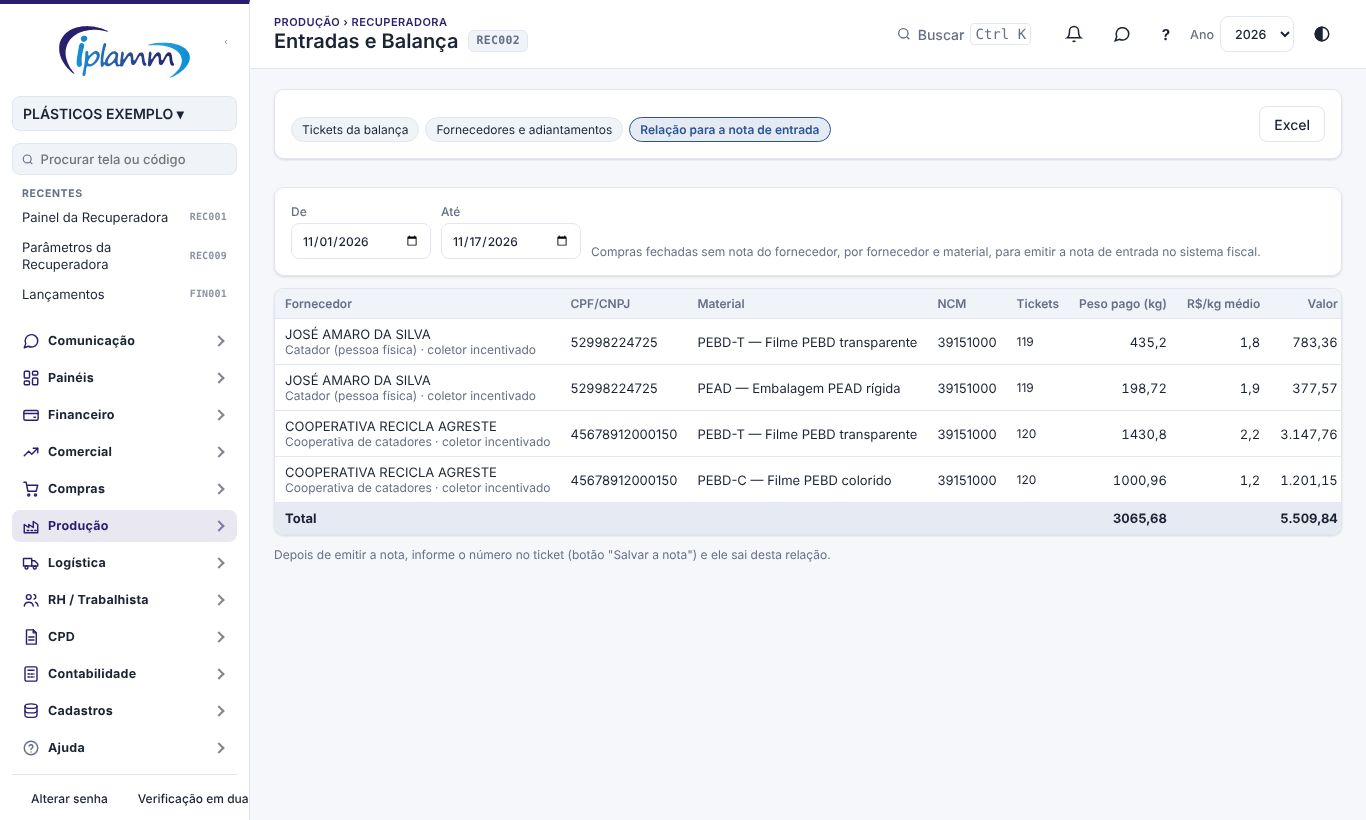 iplamm
PLÁSTICOS EXEMPLO ▾
Procurar tela ou código
RECENTES
Painel da Recuperadora REC001
Parâmetros da
Recuperadora REC009
Lançamentos FIN001
Comunicação
Painéis
Financeiro
Comercial
Compras
Produção
Logística
RH / Trabalhista
CPD
Contabilidade
Cadastros
Ajuda
Alterar senha Verificação em dua
PRODUÇÃO › RECUPERADORA
Entradas e Balança REC002
Buscar Ctrl K ? Ano 2026
Tickets da balança Fornecedores e adiantamentos Relação para a nota de entrada Excel
De Até
11/01/2026 11/17/2026 Compras fechadas sem nota do fornecedor, por fornecedor e material, para emitir a nota de entrada no sistema fiscal.
Fornecedor CPF/CNPJ Material NCM Tickets Peso pago (kg) R$/kg médio Valor
JOSÉ AMARO DA SILVA
Catador (pessoa física) · coletor incentivado 52998224725 PEBD-T — Filme PEBD transparente 39151000 119 435,2 1,8 783,36
JOSÉ AMARO DA SILVA
Catador (pessoa física) · coletor incentivado 52998224725 PEAD — Embalagem PEAD rígida 39151000 119 198,72 1,9 377,57
COOPERATIVA RECICLA AGRESTE
Cooperativa de catadores · coletor incentivado 45678912000150 PEBD-T — Filme PEBD transparente 39151000 120 1430,8 2,2 3.147,76
COOPERATIVA RECICLA AGRESTE
Cooperativa de catadores · coletor incentivado 45678912000150 PEBD-C — Filme PEBD colorido 39151000 120 1000,96 1,2 1.201,15
Total 3065,68 5.509,84
Depois de emitir a nota, informe o número no ticket (botão "Salvar a nota") e ele sai desta relação.